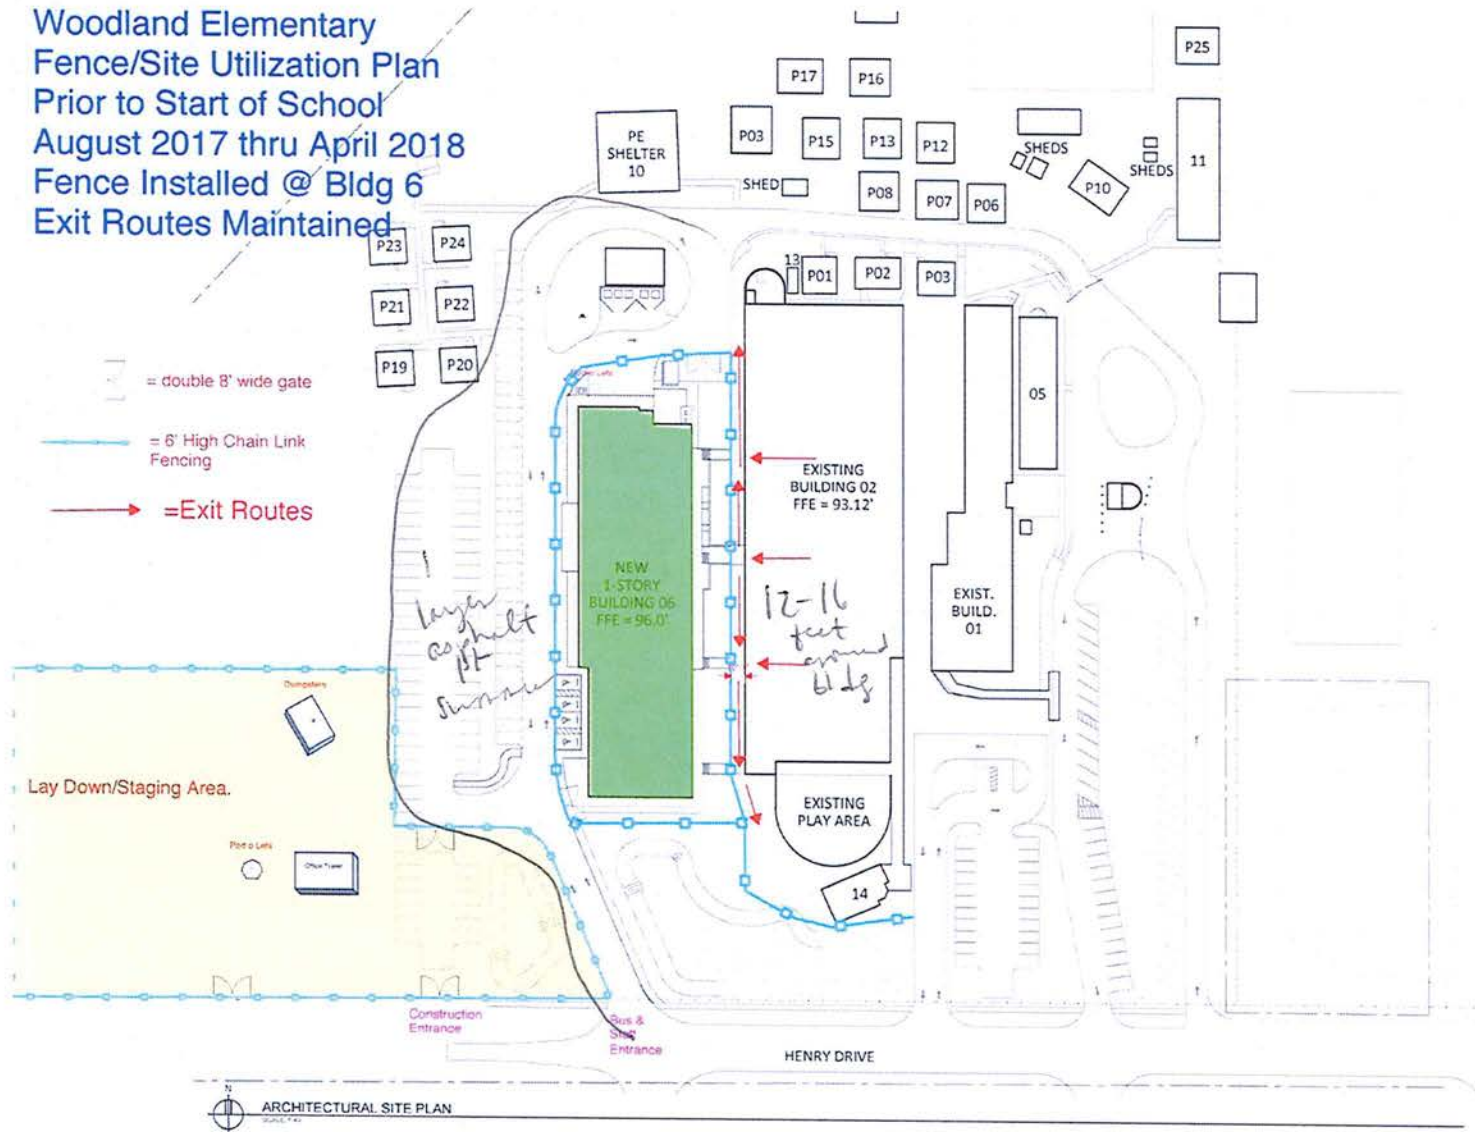 Woodland Elementary
Fence/Site Utilization Plan
Prior to Start of School
August 2017 thru April 2018
Fence Installed @ Bldg 6
Exit Routes Maintained
P25
P17
P16
PE
SHELTER
10
P03
P15
P13
P12
SHEDS
SHEDS
11
SHED
P08
P07
P06
P10
P23
P24
13
P01
P02
P03
P21
P22
P19
P20
= double 8' wide gate
= 6' High Chain Link
Fencing
=Exit Routes
05
EXISTING
BUILDING 02
FFE = 93.12'
NEW
1-STORY
BUILDING 06
FFE = 96.0'
EXIST.
BUILD.
01
1
layer
asphalt
12-16
feet
around
bldg
Dumpsters
Lay Down/Staging Area.
EXISTING
PLAY AREA
Port o Lets
Office Trailer
14
Construction
Entrance
Bus &
Staff
Entrance
HENRY DRIVE
N
ARCHITECTURAL SITE PLAN